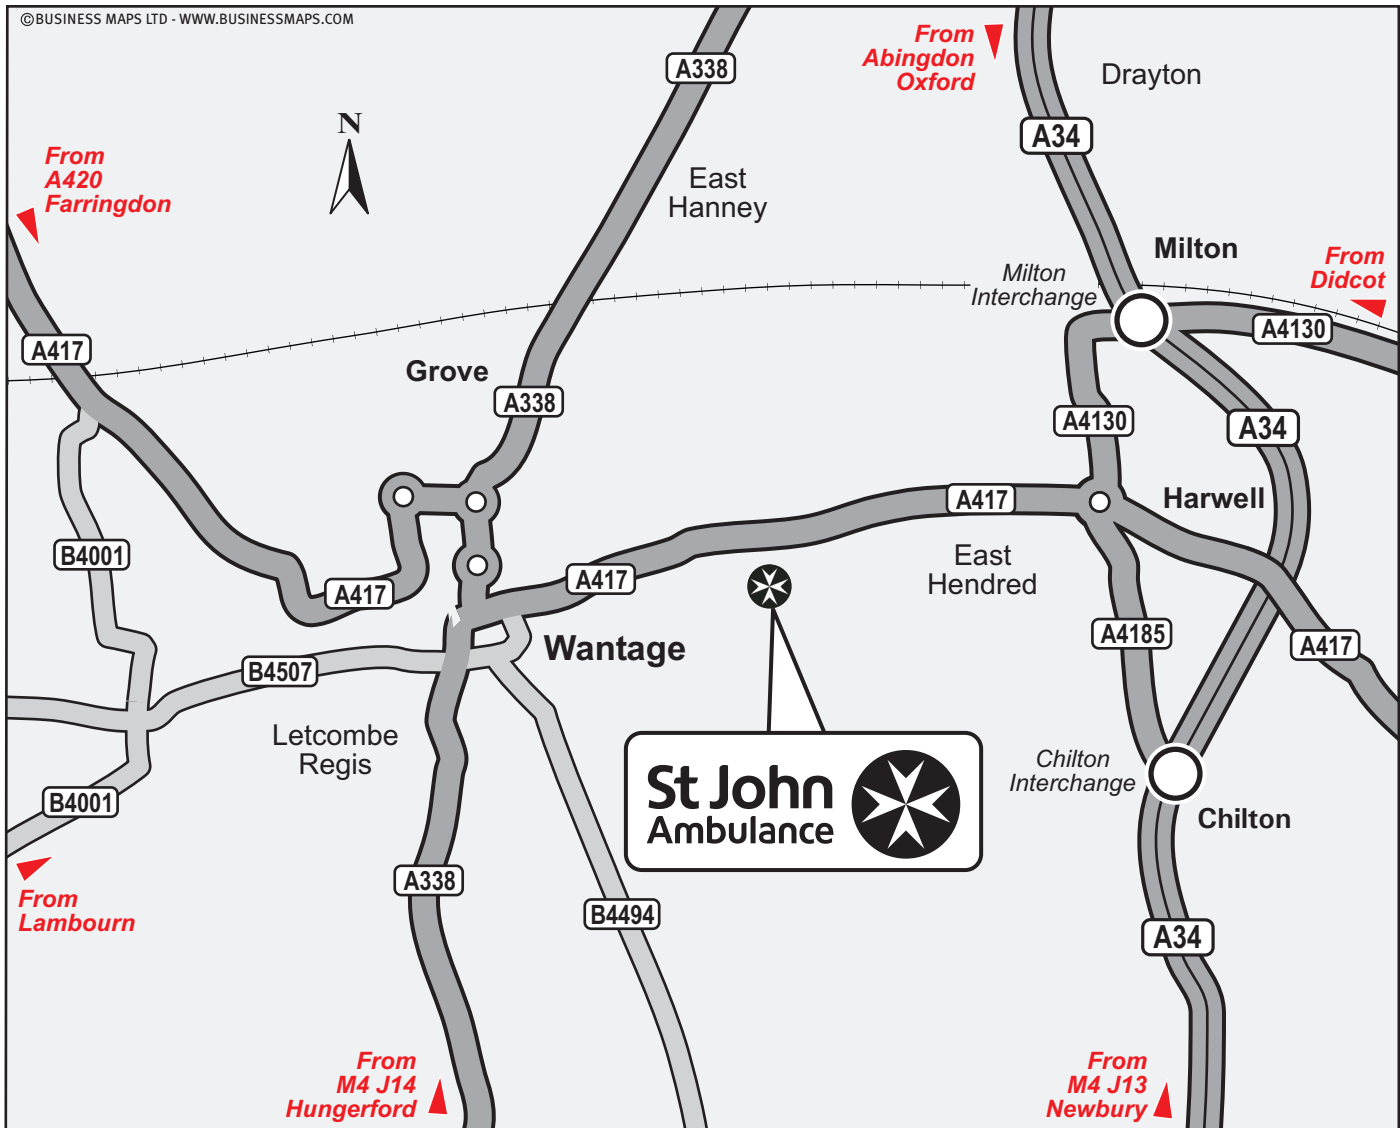 ©BUSINESS MAPS LTD - WWW.BUSINESSMAPS.COM
From
Abingdon
Oxford
Drayton
A338
A34
N
From
A420
Farringdon
East
Hanney
Milton
Milton
Interchange
From
Didcot
A4130
A417
Grove
A338
A4130
A34
A417
Harwell
B4001
East
Hendred
A417
A417
A4185
A417
Wantage
B4507
Letcombe
Regis
St John
Ambulance
Chilton
Interchange
Chilton
B4001
A338
From
Lambourn
B4494
A34
From
M4 J14
Hungerford
From
M4 J13
Newbury